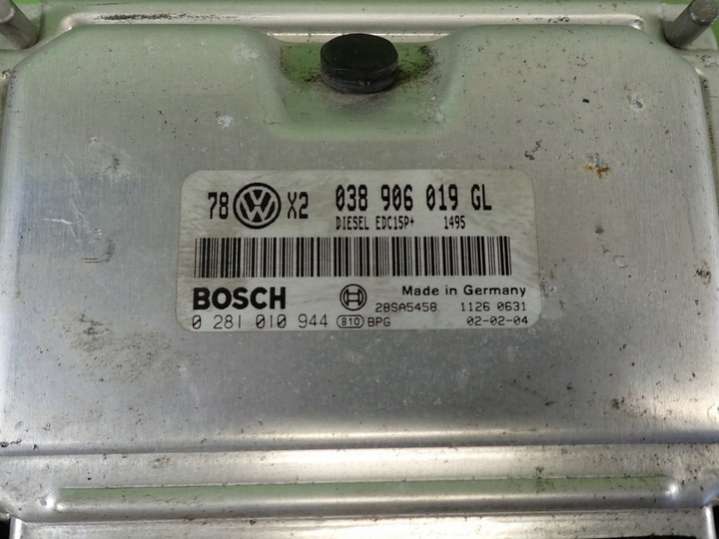 78 VW X2 038 906 019 GL
DIESEL EDC15P+ 1495
BOSCH Made in Germany
28SA5458 1126 0631
0 281 010 944 810 BPG 02-02-04